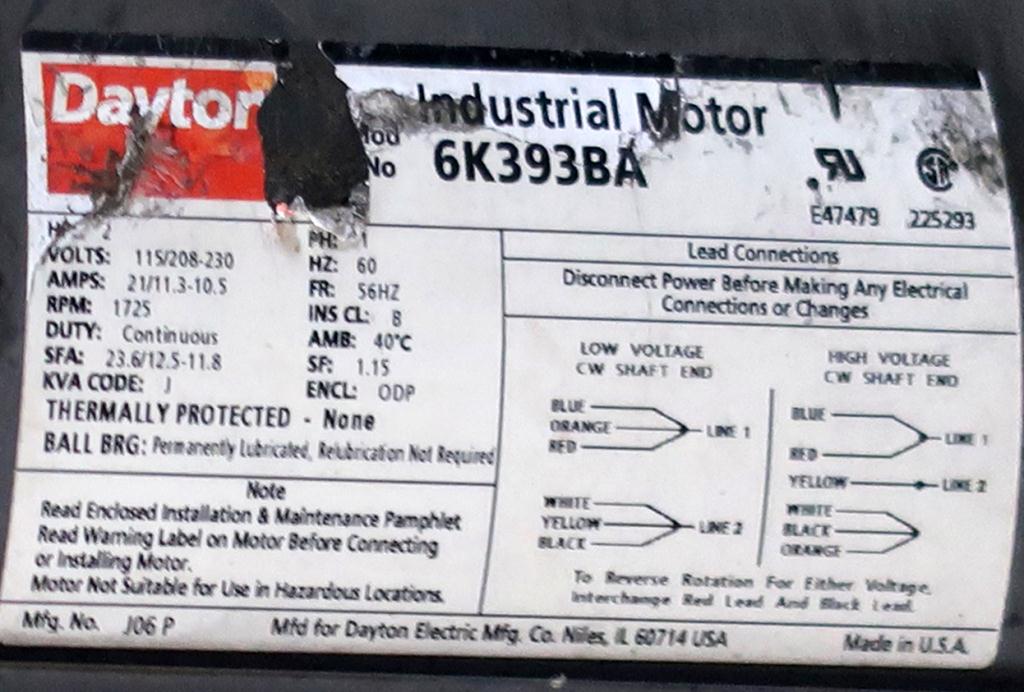 Dayton
Industrial Motor
Mod
No 6K393BA
E47479 225293
HP: 2
VOLTS: 115/208-230
AMPS: 21/11.3-10.5
RPM: 1725
DUTY: Continuous
SFA: 23.6/12.5-11.8
KVA CODE: J
PH: 1
HZ: 60
FR: 56HZ
INS CL: B
AMB: 40°C
SF: 1.15
ENCL: ODP
THERMALLY PROTECTED - None
BALL BRG: Permanently Lubricated, Relubrication Not Required
Note
Read Enclosed Installation & Maintenance Pamphlet
Read Warning Label on Motor Before Connecting
or Installing Motor.
Motor Not Suitable for Use in Hazardous Locations.
Lead Connections
Disconnect Power Before Making Any Electrical
Connections or Changes
LOW VOLTAGE
CW SHAFT END
BLUE
ORANGE LINE 1
RED
WHITE
YELLOW LINE 2
BLACK
HIGH VOLTAGE
CW SHAFT END
BLUE
LINE 1
RED
YELLOW LINE 2
WHITE
BLACK
ORANGE
To Reverse Rotation For Either Voltage,
Interchange Red Lead And Black Lead.
Mfg. No. J06 P Mfd for Dayton Electric Mfg. Co. Niles, IL 60714 USA Made in U.S.A.